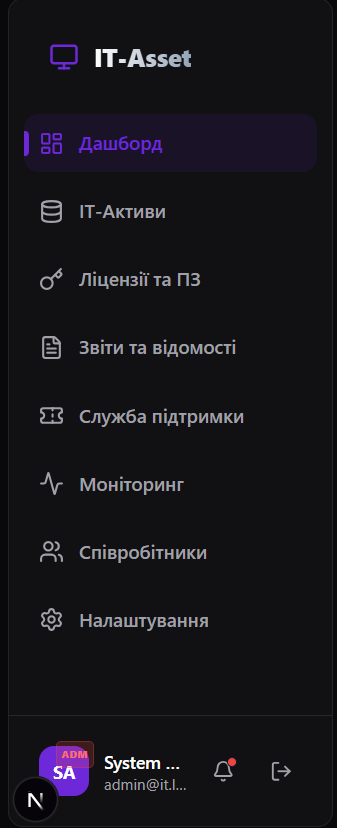 IT-Asset
Дашборд
ІТ-Активи
Ліцензії та ПЗ
Звіти та відомості
Служба підтримки
Моніторинг
Співробітники
Налаштування
ADM
SA
System ...
admin@it.l...
N